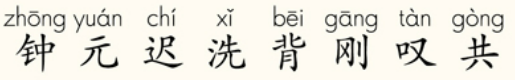 zhōng yuán chí xǐ bēi gāng tàn gòng
钟 元 迟 洗 背 刚 叹 共